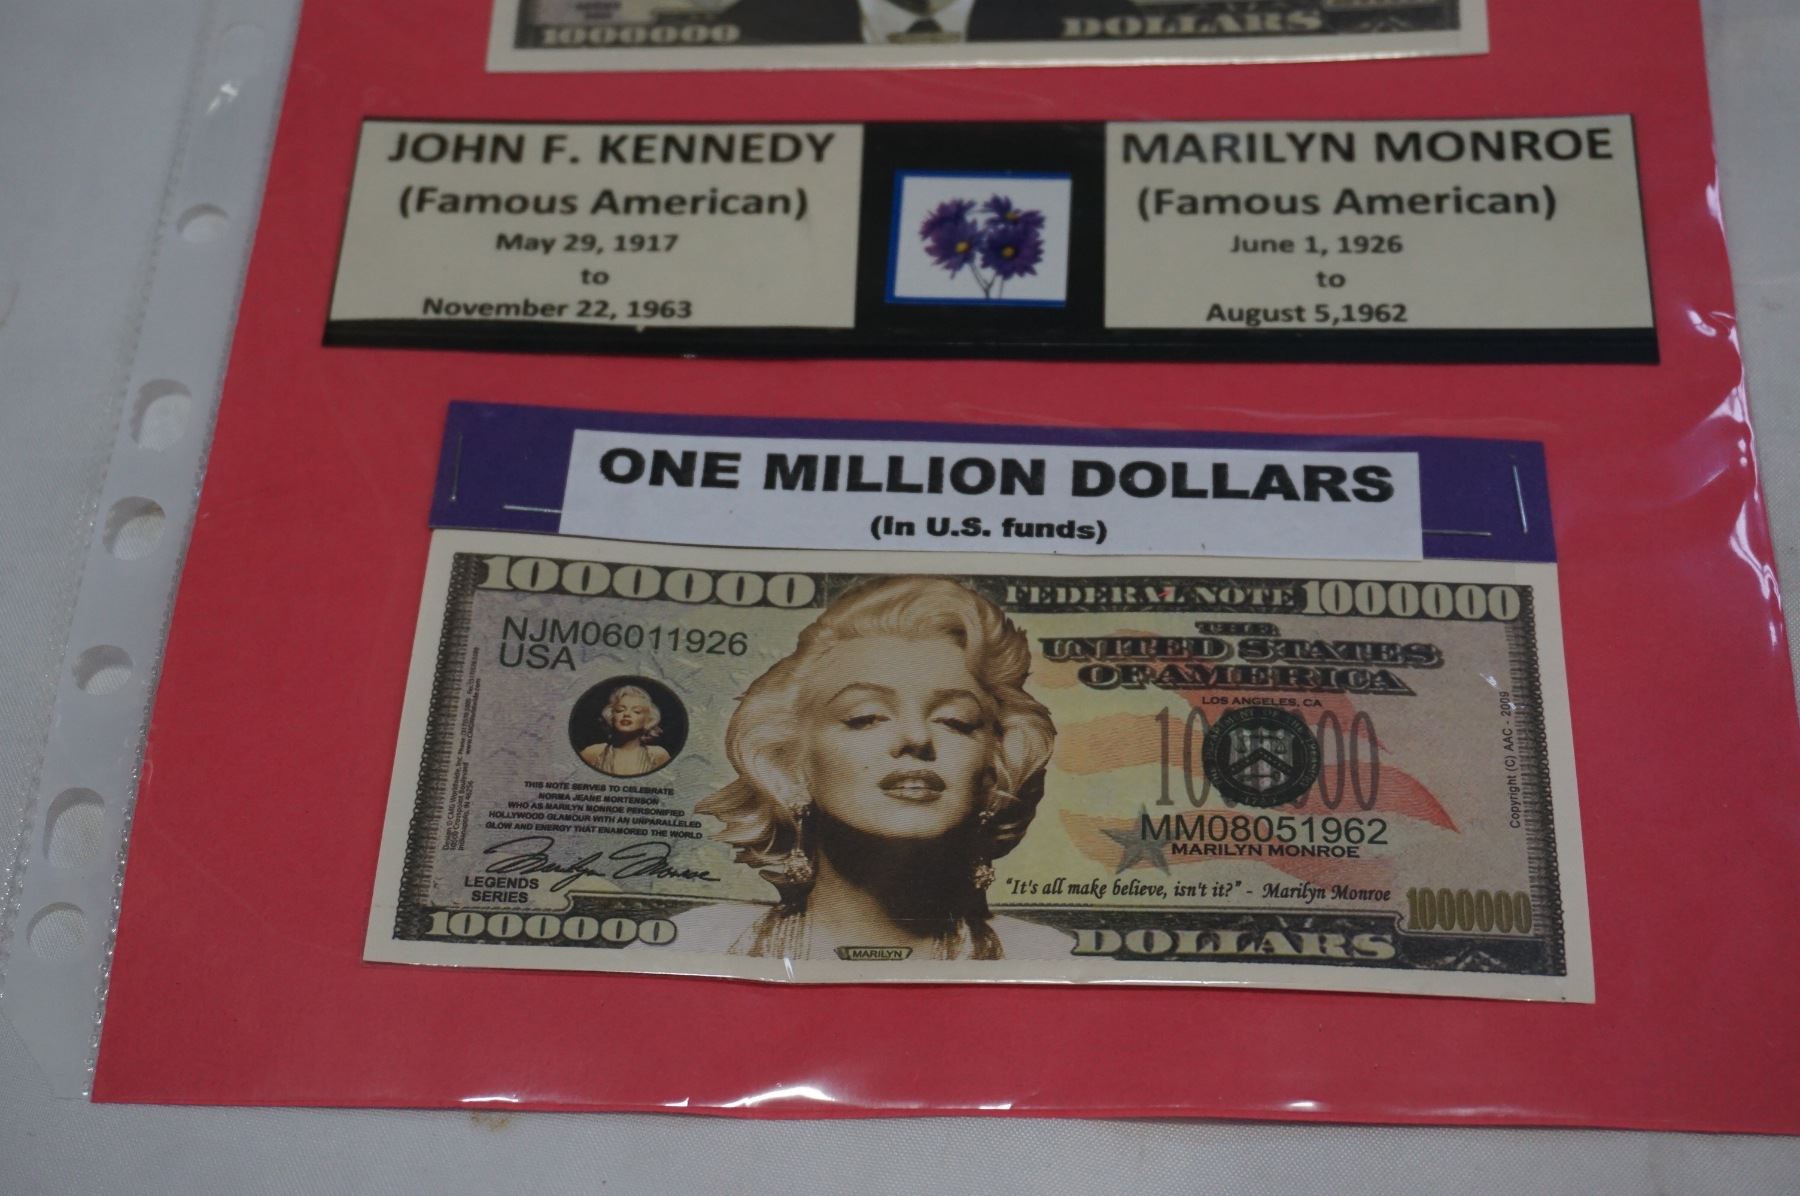 1000000
DOLLARS
JOHN F. KENNEDY
(Famous American)
May 29, 1917
to
November 22, 1963
MARILYN MONROE
(Famous American)
June 1, 1926
to
August 5,1962
ONE MILLION DOLLARS
(In U.S. funds)
1000000
FEDERAL NOTE
1000000
NJM06011926
USA
THE
UNITED STATES
OF AMERICA
LOS ANGELES, CA
THIS NOTE SERVES TO CELEBRATE
NORMA JEANE MORTENSON
WHO AS MARILYN MONROE PERSONIFIED
HOLLYWOOD GLAMOUR WITH AN UNPARALLELED
GLOW AND ENERGY THAT ENAMORED THE WORLD
Marilyn Monroe
LEGENDS
SERIES
MM08051962
MARILYN MONROE
"It's all make believe, isn't it?" - Marilyn Monroe
Copyright (C) AAC - 2009
1000000
MARILYN
DOLLARS
1000000